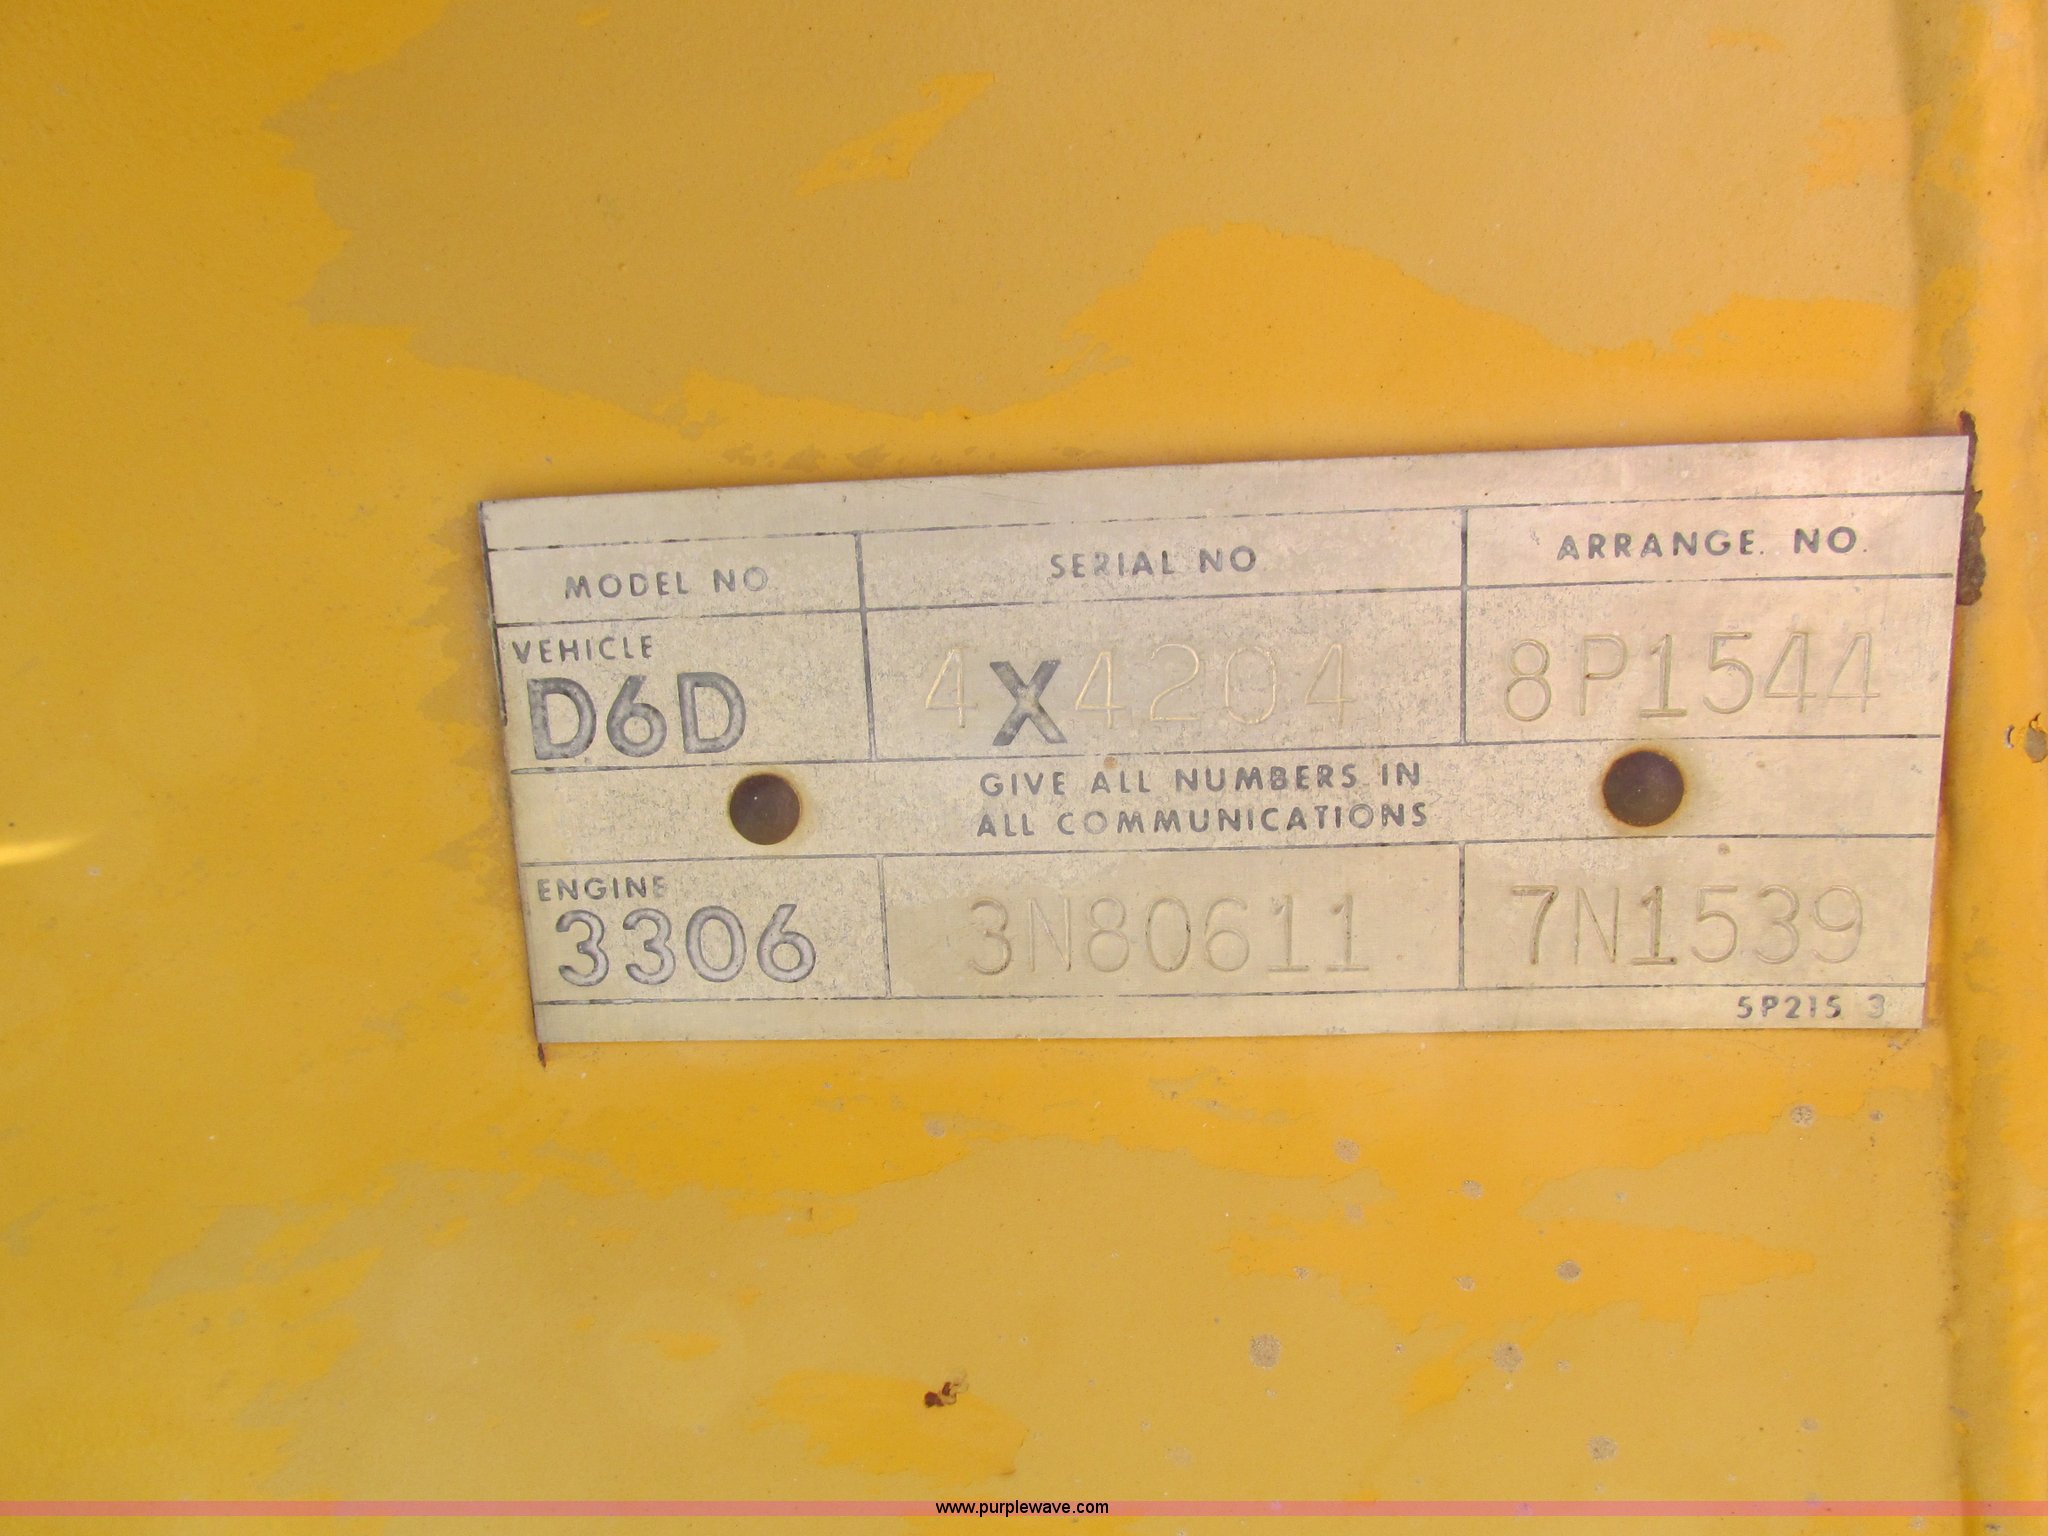 MODEL NO. SERIAL NO. ARRANGE. NO.
VEHICLE
D6D 4X4204 8P1544
GIVE ALL NUMBERS IN
ALL COMMUNICATIONS
ENGINE
3306 3N80611 7N1539
5P215 3
www.purplewave.com